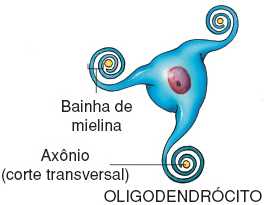 Bainha de
mielina
Axônio
(corte transversal)
OLIGODENDRÓCITO